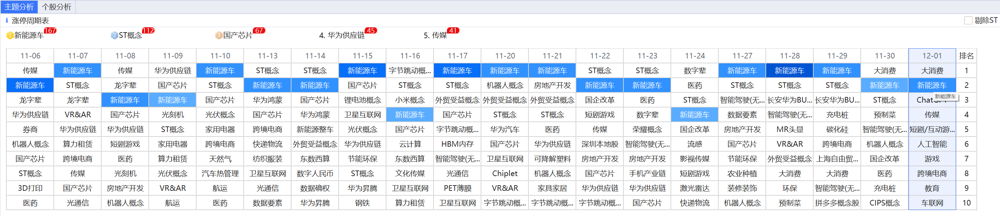 主题分析 个股分析
涨停周期表 剔除ST
1 新能源车 167 2 ST概念 112 3 国产芯片 67 4. 华为供应链 45 5. 传媒 41
11-06 11-07 11-08 11-09 11-10 11-13 11-14 11-15 11-16 11-17 11-20 11-21 11-22 11-23 11-24 11-27 11-28 11-29 11-30 12-01 排名
传媒 新能源车 传媒 华为供应链 新能源车 ST概念 ST概念 新能源车 字节跳动概... 新能源车 新能源车 新能源车 ST概念 ST概念 数字辈 新能源车 新能源车 新能源车 大消费 大消费 1
新能源车 ST概念 龙字辈 国产芯片 ST概念 新能源车 新能源车 国产芯片 ST概念 ST概念 机器人概念 房地产开发 新能源车 新能源车 医药 ST概念 ST概念 ST概念 新能源车 新能源车 2
新能源车
龙字辈 龙字辈 新能源车 新能源车 国产芯片 华为鸿蒙 国产芯片 锂电池概念 小米概念 外贸受益概念 外贸受益概念 外贸受益概念 国企改革 医药 ST概念 智能驾驶(无... 长安华为BU... 长安华为BU... ST概念 3
华为供应链 VR&AR 国产芯片 光刻机 光伏概念 国产芯片 华为鸿蒙 卫星互联网 新能源车 国产芯片 ST概念 ST概念 短剧游戏 数字辈 新能源车 数据要素 智能驾驶(无... 充电桩 预制菜 传媒 4
券商 华为供应链 华为供应链 ST概念 家用电器 跨境电商 新能源整车 光伏概念 国产芯片 字节跳动概... 华为汽车 医药 传媒 荣耀概念 国企改革 房地产开发 MR头显 碳化硅 智能驾驶(无... 短剧/互动游... 5
机器人概念 算力租赁 短剧游戏 家用电器 跨境电商 快递物流 外贸受益概念 华为供应链 云计算 HBM内存 国产芯片 华为供应链 深圳本地股 智能驾驶(无... 流感 国产芯片 VR&AR 跨境电商 机器人概念 人工智能 6
国产芯片 跨境电商 医药 算力租赁 天然气 纺织服装 东数西算 节能环保 东数西算 智能驾驶(无... 卫星互联网 可降解塑料 房地产开发 房地产开发 影视传媒 节能环保 外贸受益概念 上海自由贸... 国企改革 游戏 7
ST概念 传媒 光刻机 光伏概念 汽车热管理 卫星互联网 数字人民币 ST概念 文化传媒 光通信 Chiplet 机器人概念 国产芯片 手机产业链 短剧游戏 农业种植 大消费 大消费 医药 跨境电商 8
3D打印 国产芯片 房地产开发 VR&AR 航运 光通信 数据确权 华为昇腾 卫星互联网 PET薄膜 VR&AR 家具家居 华为供应链 华为供应链 激光雷达 装修装饰 环保 智能驾驶(无... 充电桩 教育 9
医药 光通信 机器人概念 航运 医药 数据要素 华为昇腾 钢铁 算力租赁 卫星互联网 字节跳动概... 字节跳动概... 字节跳动概... 国产芯片 快递物流 机器人概念 预制菜 拼多多概念股 CIPS概念 车联网 10